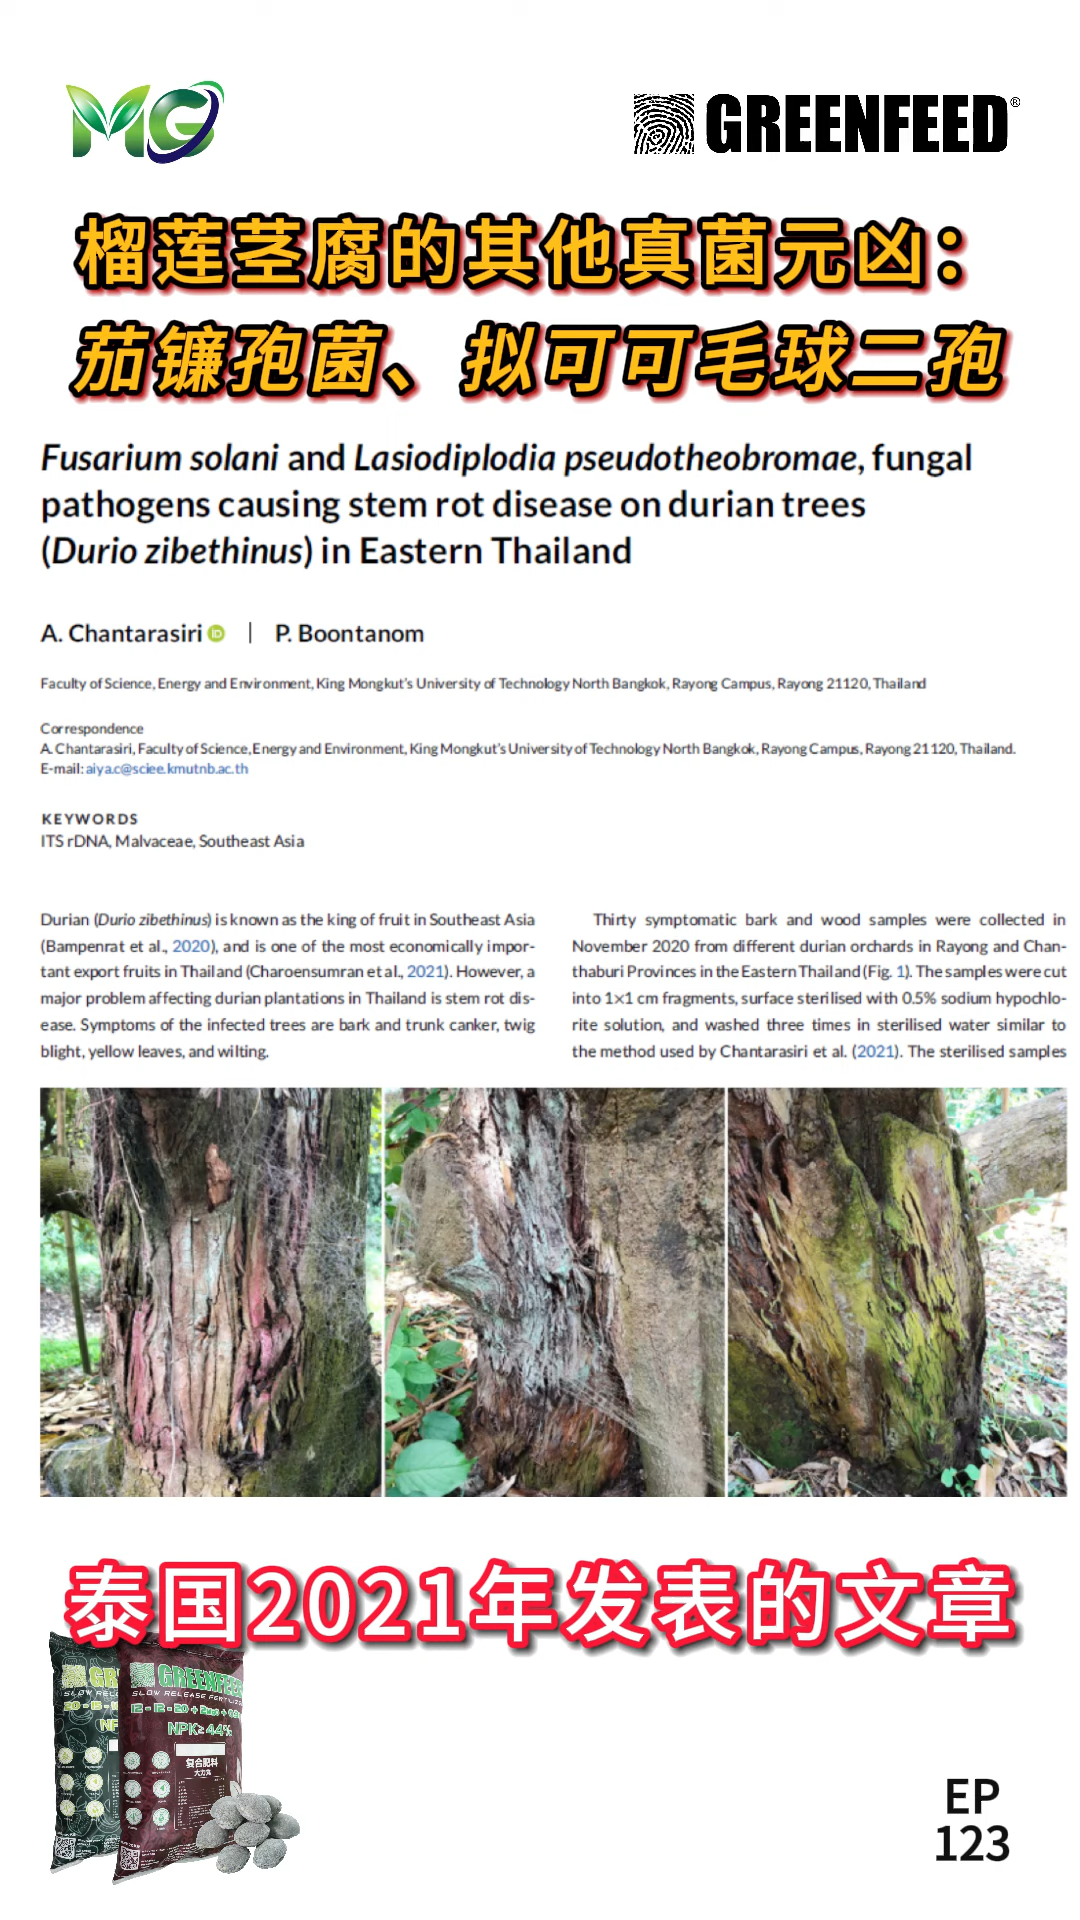 MG
GREENFEED®
榴莲茎腐的其他真菌元凶：
茄镰孢菌、拟可可毛球二孢
Fusarium solani and Lasiodiplodia pseudotheobromae, fungal
pathogens causing stem rot disease on durian trees
(Durio zibethinus) in Eastern Thailand
A. Chantarasiri iD | P. Boontanom
Faculty of Science, Energy and Environment, King Mongkut's University of Technology North Bangkok, Rayong Campus, Rayong 21120, Thailand
Correspondence
A. Chantarasiri, Faculty of Science, Energy and Environment, King Mongkut's University of Technology North Bangkok, Rayong Campus, Rayong 21120, Thailand.
E-mail: aiya.c@sciee.kmutnb.ac.th
KEYWORDS
ITS rDNA, Malvaceae, Southeast Asia
Durian (Durio zibethinus) is known as the king of fruit in Southeast Asia
(Bampenrat et al., 2020), and is one of the most economically impor-
tant export fruits in Thailand (Charoensumran et al., 2021). However, a
major problem affecting durian plantations in Thailand is stem rot dis-
ease. Symptoms of the infected trees are bark and trunk canker, twig
blight, yellow leaves, and wilting.
Thirty symptomatic bark and wood samples were collected in
November 2020 from different durian orchards in Rayong and Chan-
thaburi Provinces in the Eastern Thailand (Fig. 1). The samples were cut
into 1×1 cm fragments, surface sterilised with 0.5% sodium hypochlo-
rite solution, and washed three times in sterilised water similar to
the method used by Chantarasiri et al. (2021). The sterilised samples
泰国2021年发表的文章
GREENFEED
SLOW RELEASE FERTILIZER
NPK≥44%
复合肥料
大力丸
EP
123